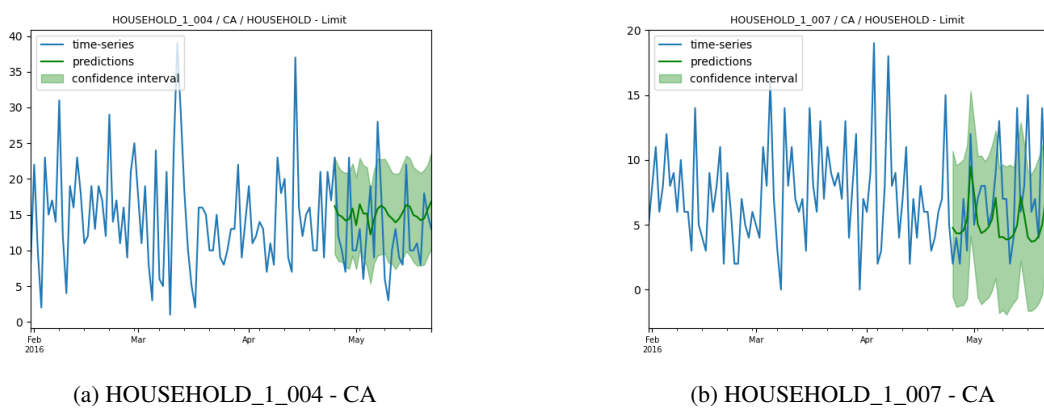 HOUSEHOLD_1_004 / CA / HOUSEHOLD - Limit
time-series
predictions
confidence interval
40
35
30
25
20
15
10
5
0
Feb
2016
Mar
Apr
May
(a) HOUSEHOLD_1_004 - CA
HOUSEHOLD_1_007 / CA / HOUSEHOLD - Limit
time-series
predictions
confidence interval
20
15
10
5
0
Feb
2016
Mar
Apr
May
(b) HOUSEHOLD_1_007 - CA